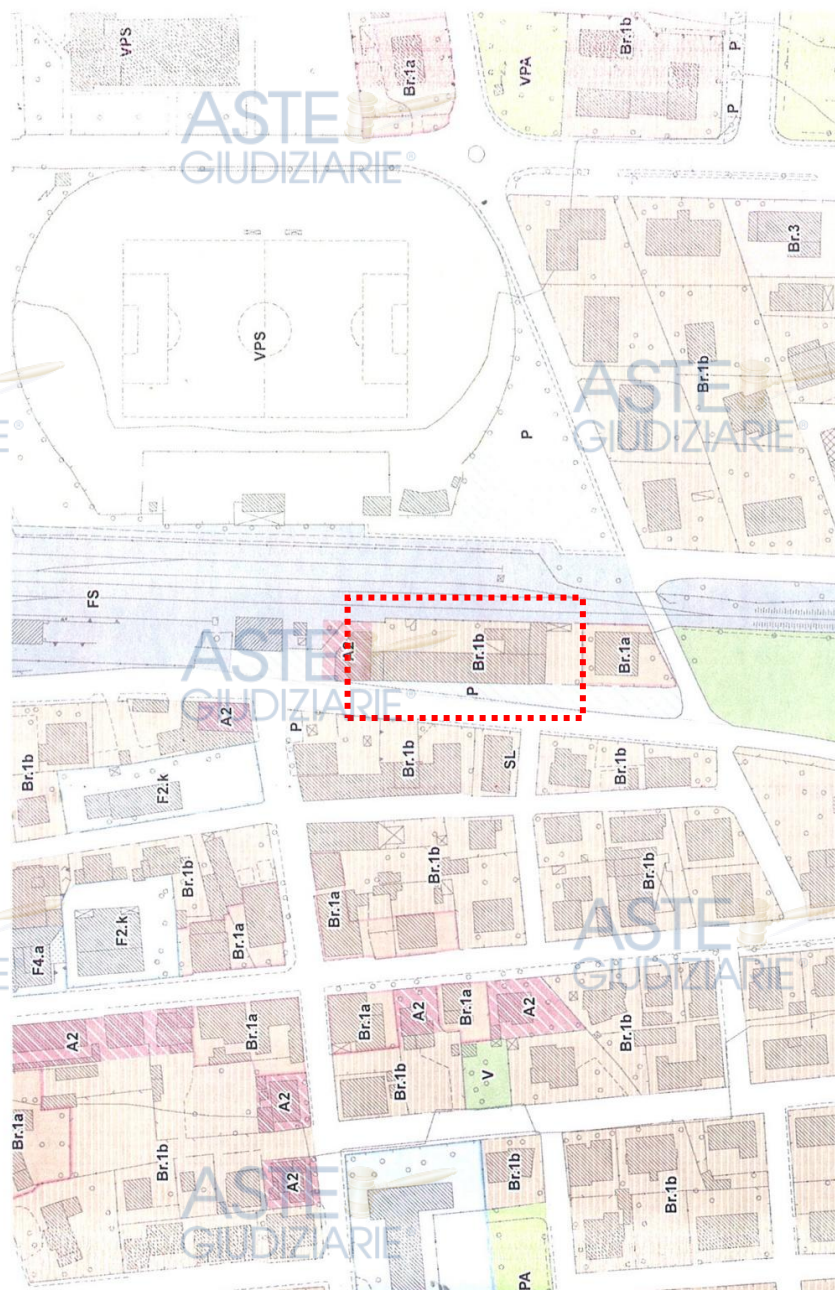 VPS
Br.1a
VPA
Br.1b
P
P
ASTE
GIUDIZIARIE®
Br.3
VPS
Br.1b
ASTE
GIUDIZIARIE®
E®
P
FS
A2
Br.1b
Br.1a
ASTE
GIUDIZIARIE®
P
A2
P
Br.1b
F2.k
Br.1b
SL
Br.1b
Br.1b
F4.a
F2.k
Br.1a
Br.1a
Br.1b
Br.1b
ASTE
GIUDIZIARIE
E
A2
Br.1a
Br.1a
A2
Br.1a
A2
Br.1b
Br.1b
V
A2
Br.1a
Br.1b
A2
Br.1b
Br.1b
ASTE
GIUDIZIARIE
PA